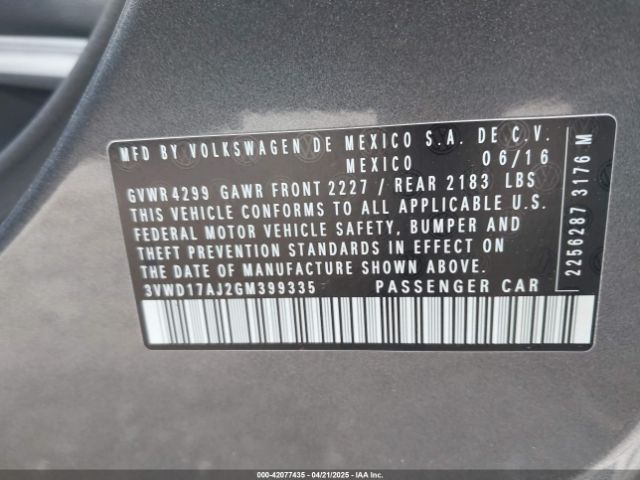 MFD BY VOLKSWAGEN DE MEXICO S.A. DE C.V.
MEXICO 06/16
GVWR 4299 GAWR FRONT 2227 / REAR 2183 LBS
THIS VEHICLE CONFORMS TO ALL APPLICABLE U.S.
FEDERAL MOTOR VEHICLE SAFETY, BUMPER AND
THEFT PREVENTION STANDARDS IN EFFECT ON
THE DATE OF MANUFACTURE SHOWN ABOVE.
3VWD17AJ2GM399335 PASSENGER CAR
2256287 3176 M
000-42077435 - 04/21/2025 - IAAI.COM